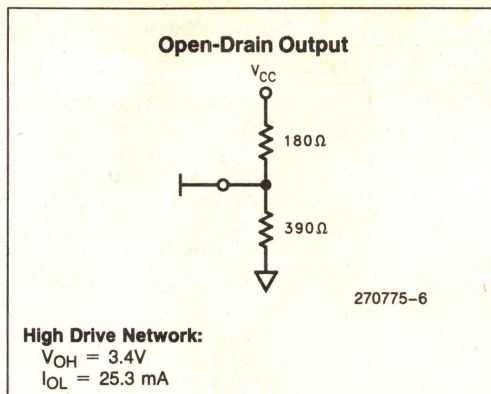 Open-Drain Output
VCC
180Ω
390Ω
270775-6
High Drive Network:
VOH = 3.4V
IOL = 25.3 mA